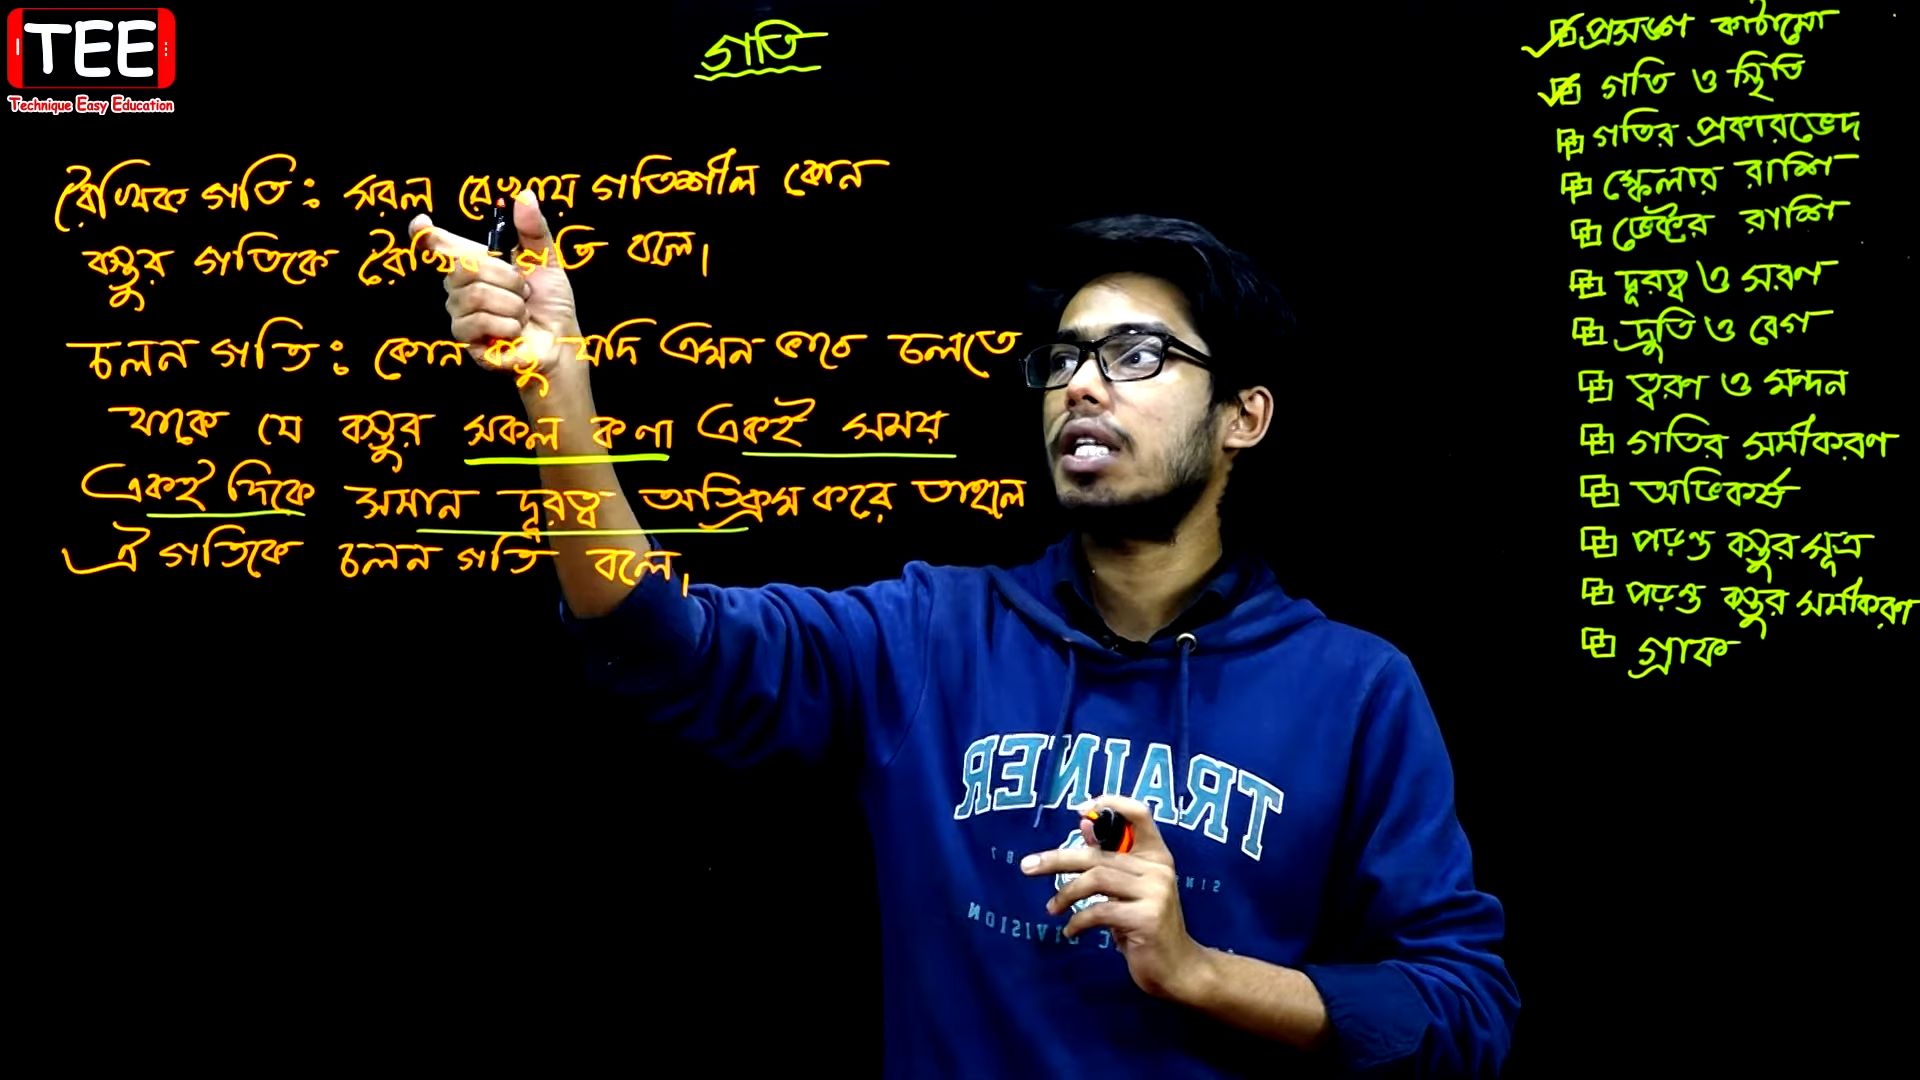 TEE
Technique Easy Education
গতি
রৈখিক গতি: সরল রেখায় গতিশীল কোন
বস্তুর গতিকে রৈখিক গতি বলে।
চলন গতি: কোন বস্তু যদি এমন ভাবে চলতে
থাকে যে বস্তুর সকল কণা একই সময়
একই দিকে সমান দূরত্ব অতিক্রম করে তাহলে
ঐ গতিকে চলন গতি বলে।
প্রসঙ্গ কাঠামো
গতি ও স্থিতি
গতির প্রকারভেদ
স্কেলার রাশি
ভেক্টর রাশি
দূরত্ব ও সরণ
দ্রুতি ও বেগ
ত্বরণ ও মন্দন
গতির সমীকরণ
অভিকর্ষ
পড়ন্ত বস্তুর সূত্র
পড়ন্ত বস্তুর সমীকরণ
গ্রাফ
TRAINER
DIVISION